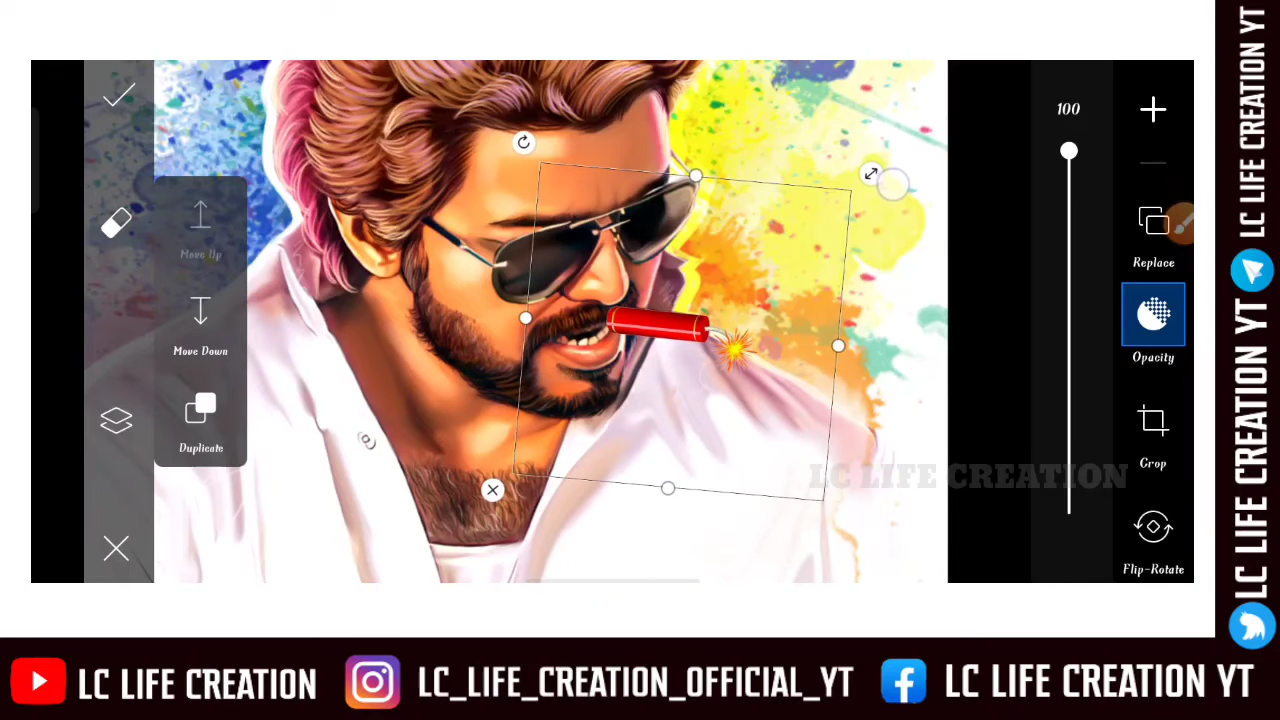 100
Move Up
Move Down
Duplicate
Replace
Opacity
Crop
Flip-Rotate
LC LIFE CREATION
LC LIFE CREATION YT
LC LIFE CREATION YT
LC LIFE CREATION
LC_LIFE_CREATION_OFFICIAL_YT
LC LIFE CREATION YT